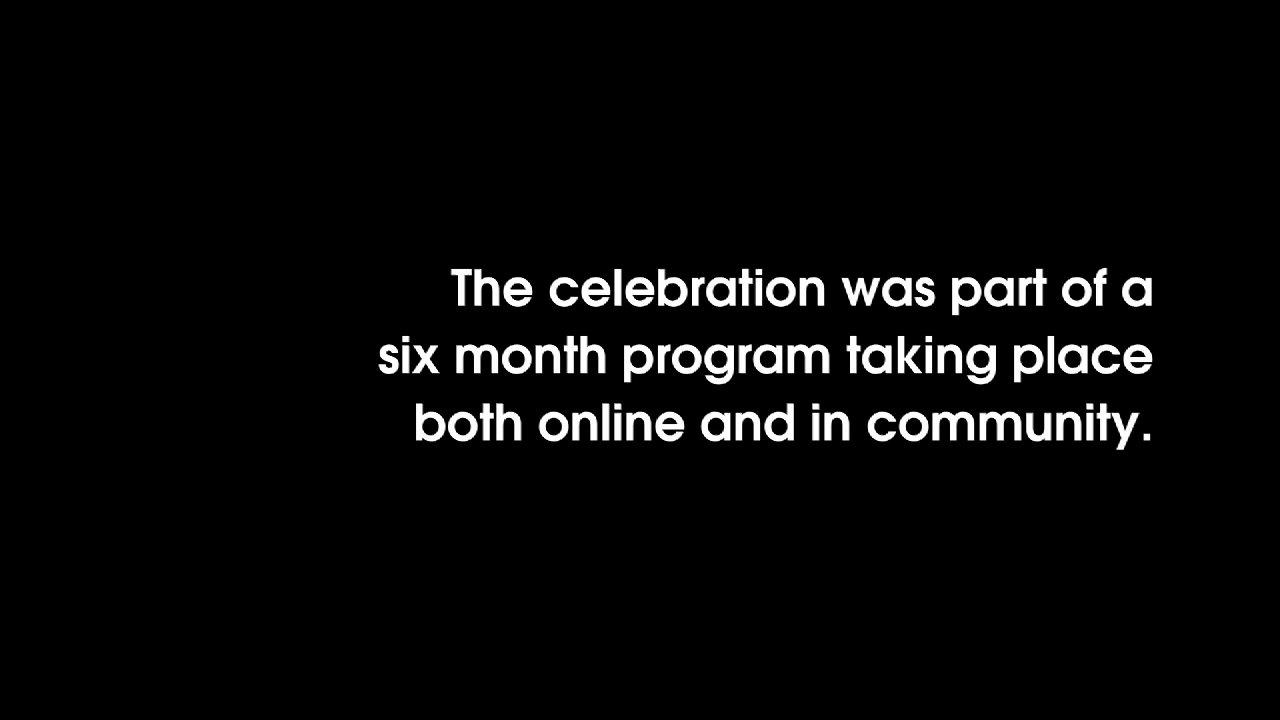 The celebration was part of a
six month program taking place
both online and in community.